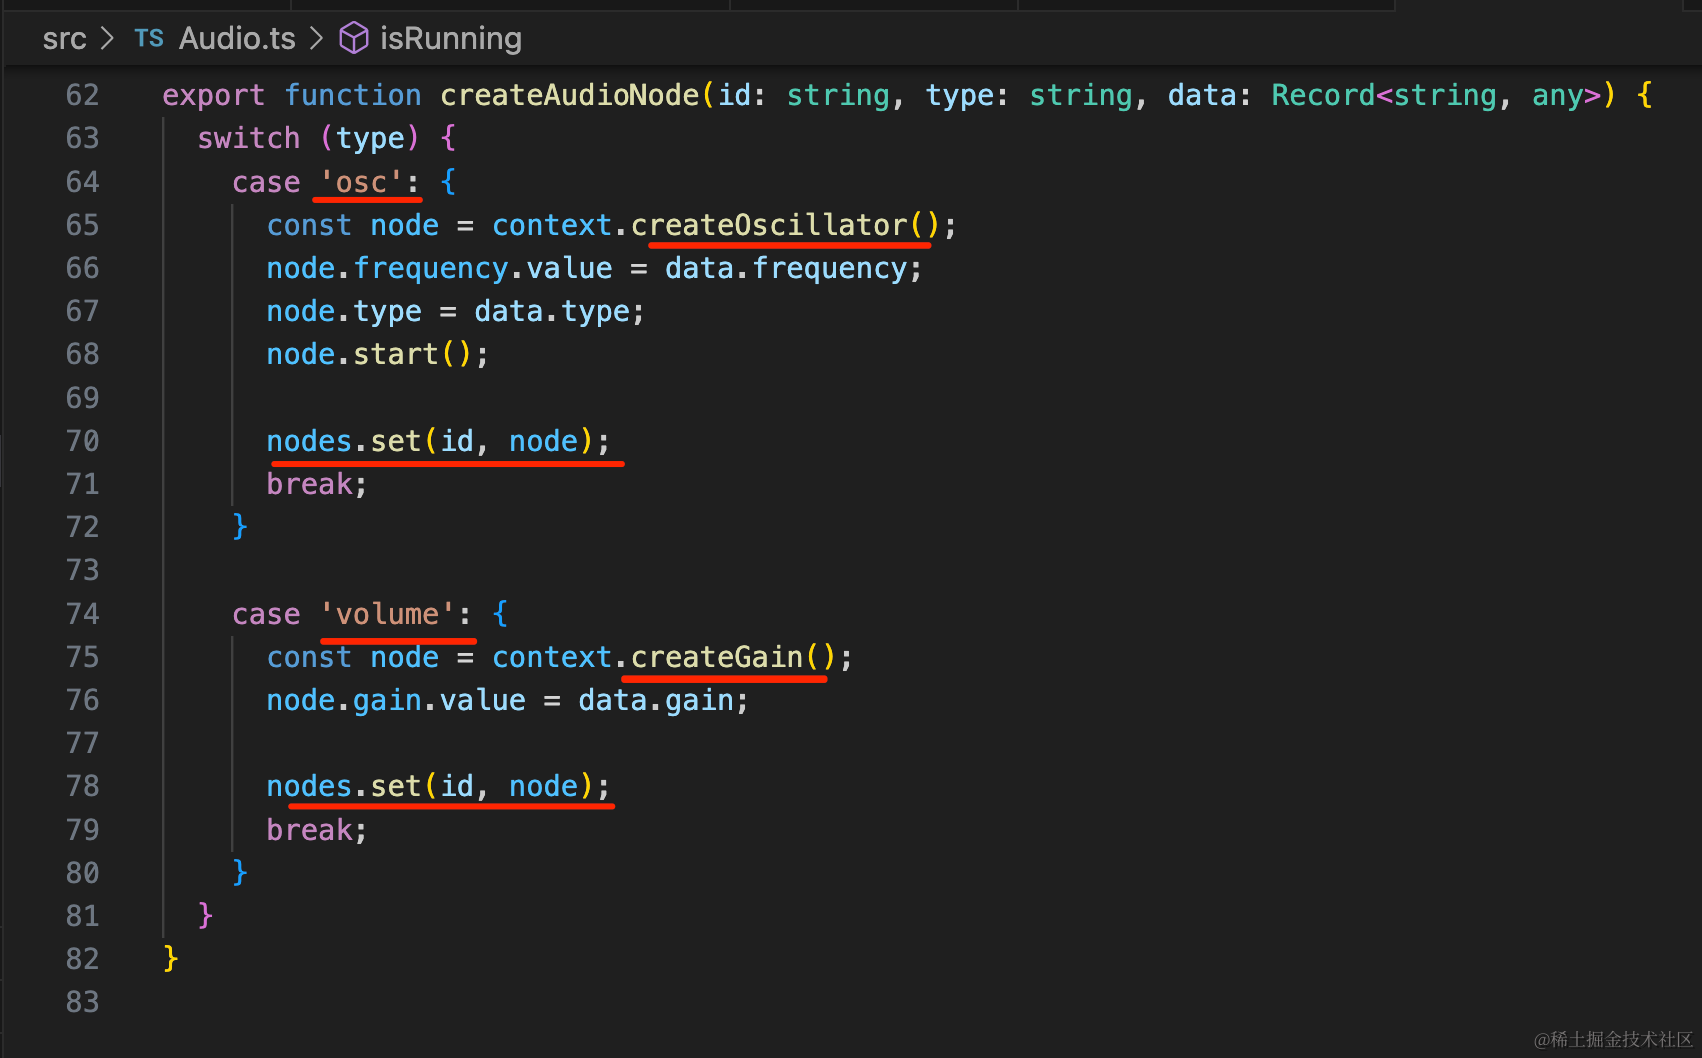 src > TS Audio.ts > isRunning
62 export function createAudioNode(id: string, type: string, data: Record<string, any>) {
63 switch (type) {
64 case 'osc': {
65 const node = context.createOscillator();
66 node.frequency.value = data.frequency;
67 node.type = data.type;
68 node.start();
69
70 nodes.set(id, node);
71 break;
72 }
73
74 case 'volume': {
75 const node = context.createGain();
76 node.gain.value = data.gain;
77
78 nodes.set(id, node);
79 break;
80 }
81 }
82 }
83
@稀土掘金技术社区